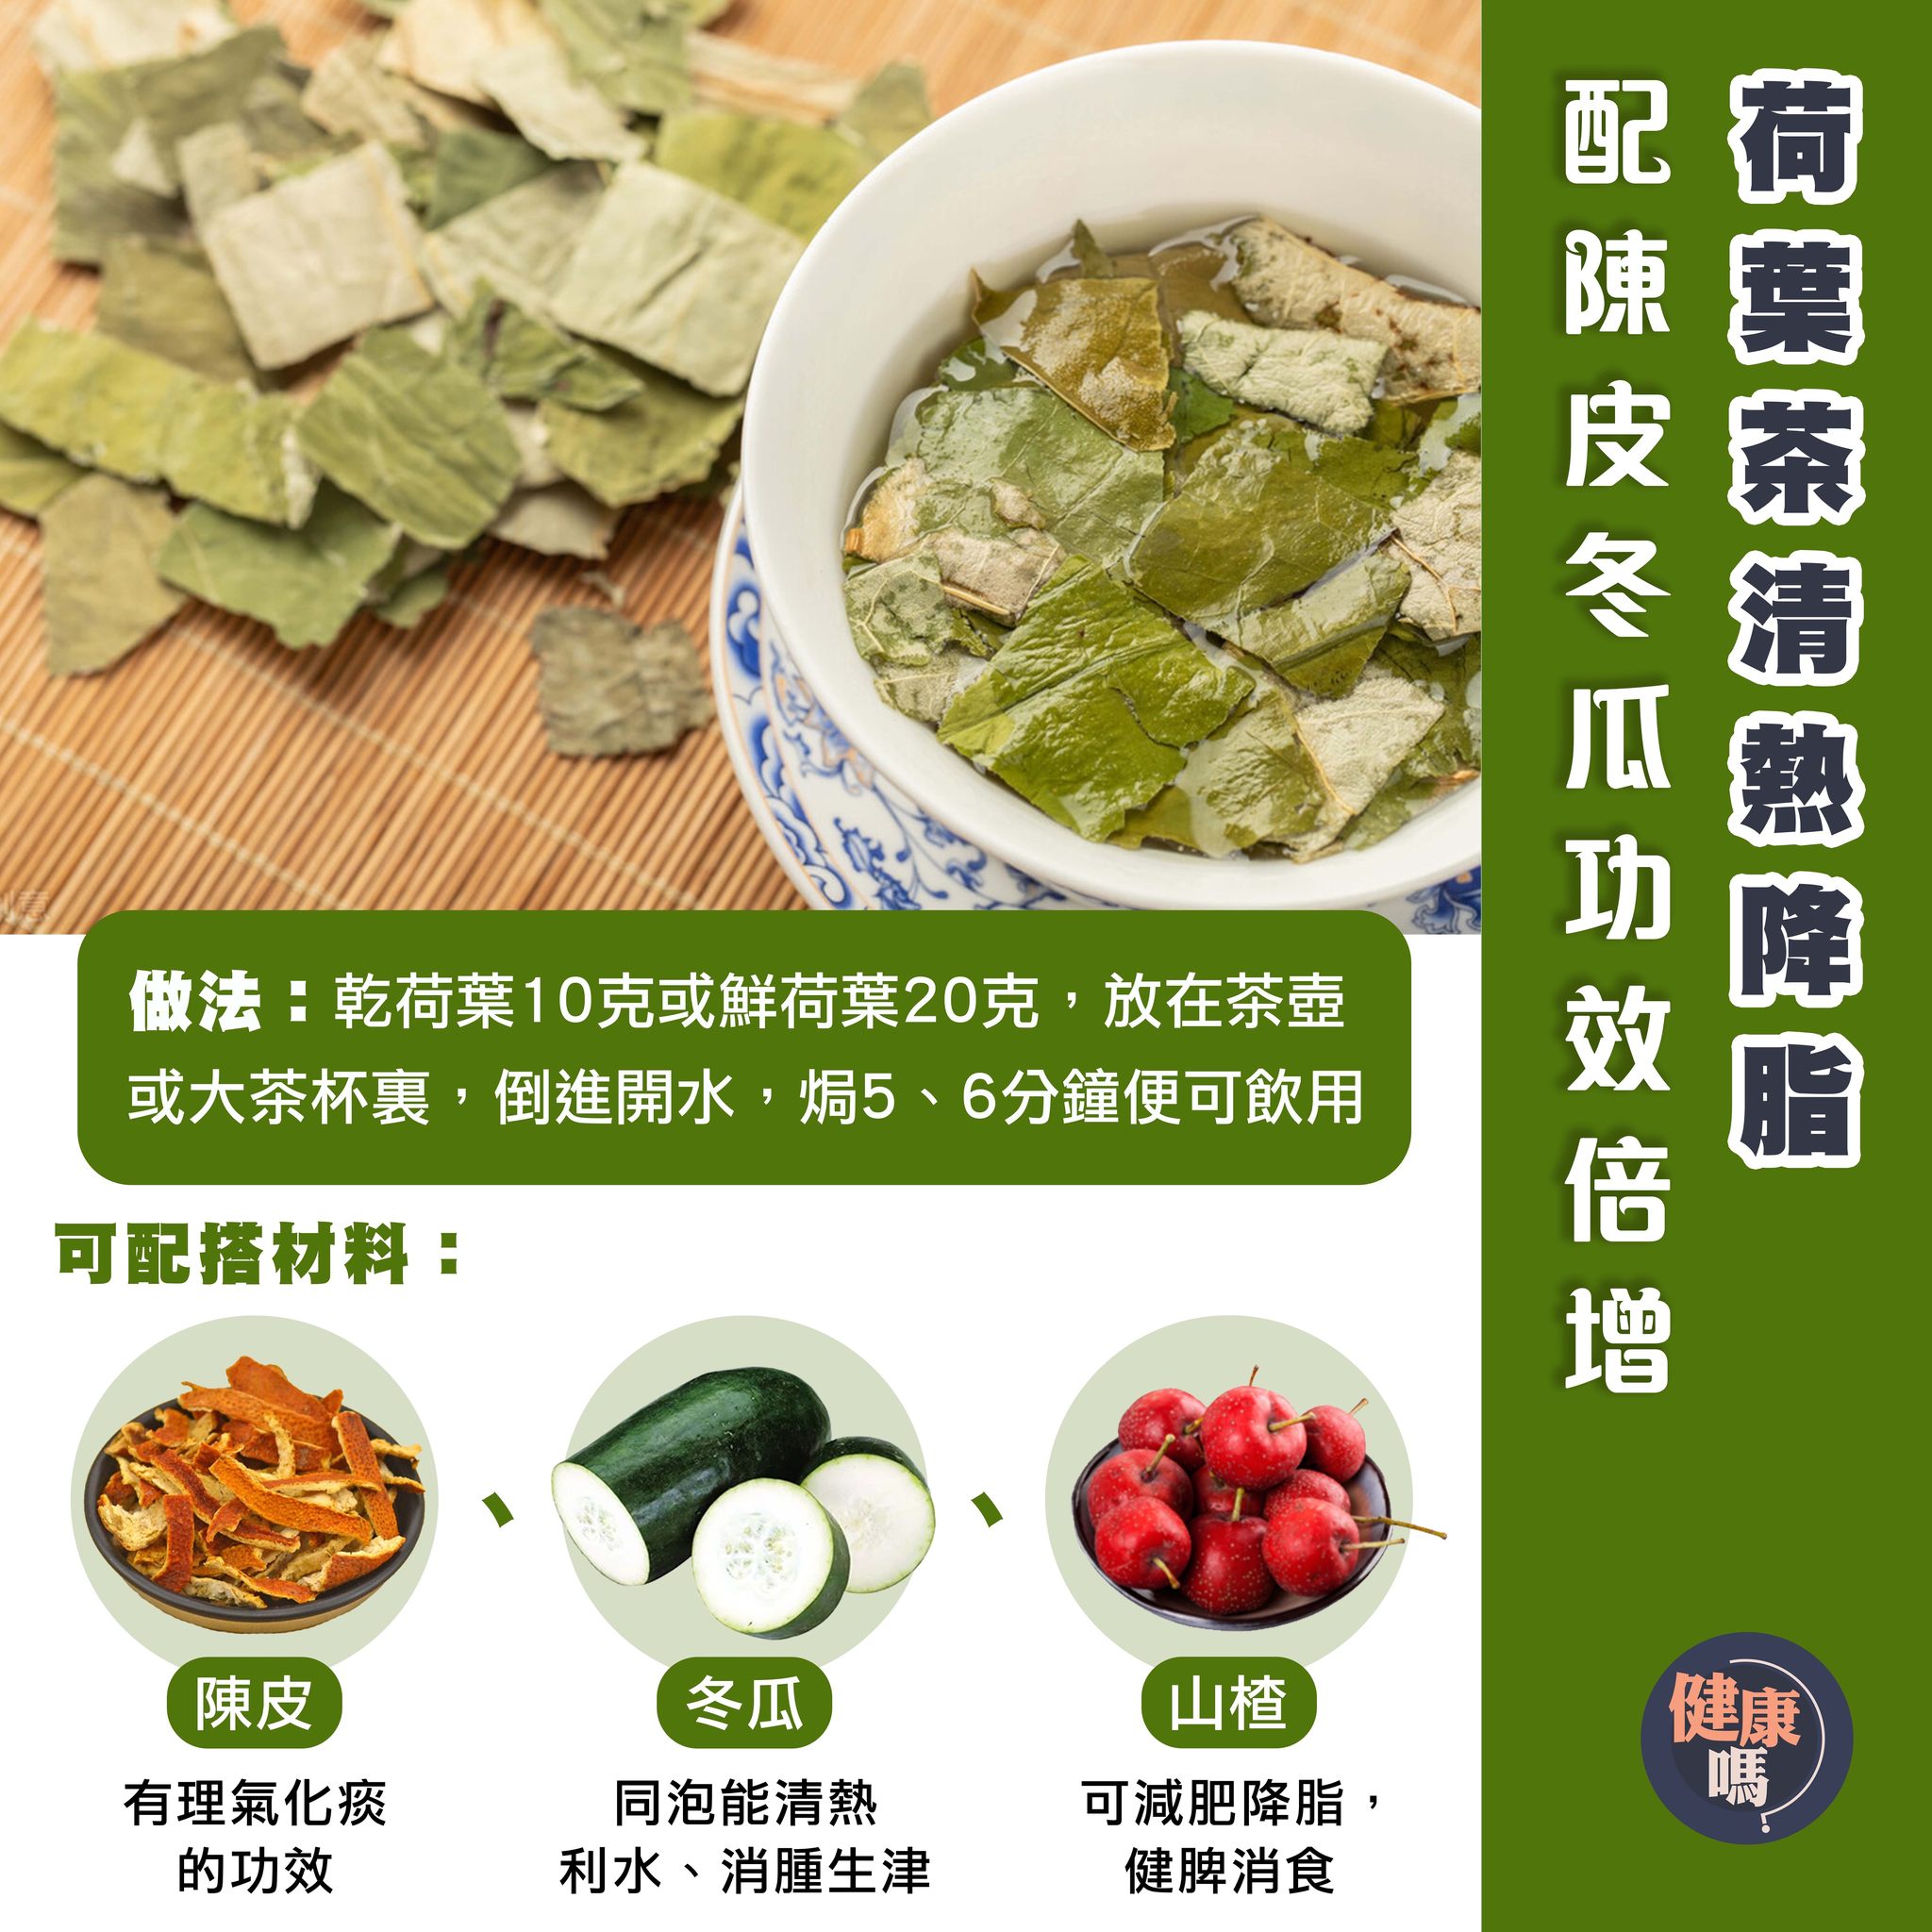 荷葉茶清熱降脂
配陳皮冬瓜功效倍增
做法：乾荷葉10克或鮮荷葉20克，放在茶壺
或大茶杯裏，倒進開水，焗5、6分鐘便可飲用
可配搭材料：
陳皮
有理氣化痰
的功效
、
冬瓜
同泡能清熱
利水、消腫生津
、
山楂
可減肥降脂，
健脾消食
健康
嗎?
創意